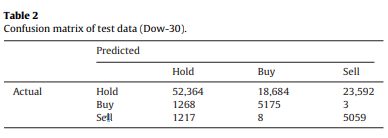 Table 2
Confusion matrix of test data (Dow-30).
Predicted
Hold Buy Sell
Actual Hold 52,364 18,684 23,592
Buy 1268 5175 3
Sell 1217 8 5059